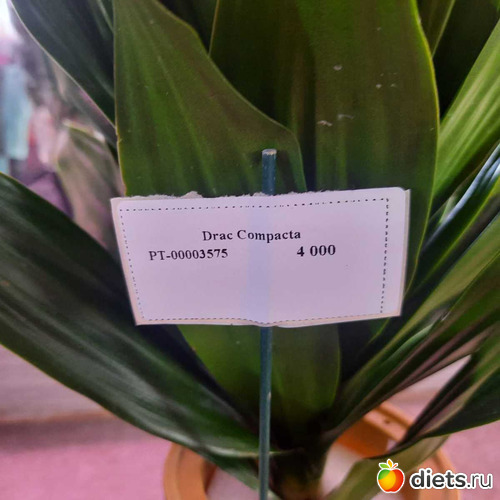 Drac Compacta
PT-00003575 4 000
diets.ru